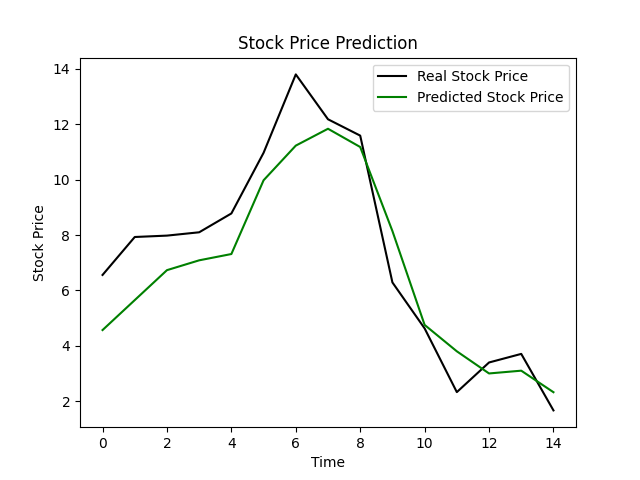 Stock Price Prediction
Real Stock Price
Predicted Stock Price
Stock Price
14
12
10
8
6
4
2
0 2 4 6 8 10 12 14
Time